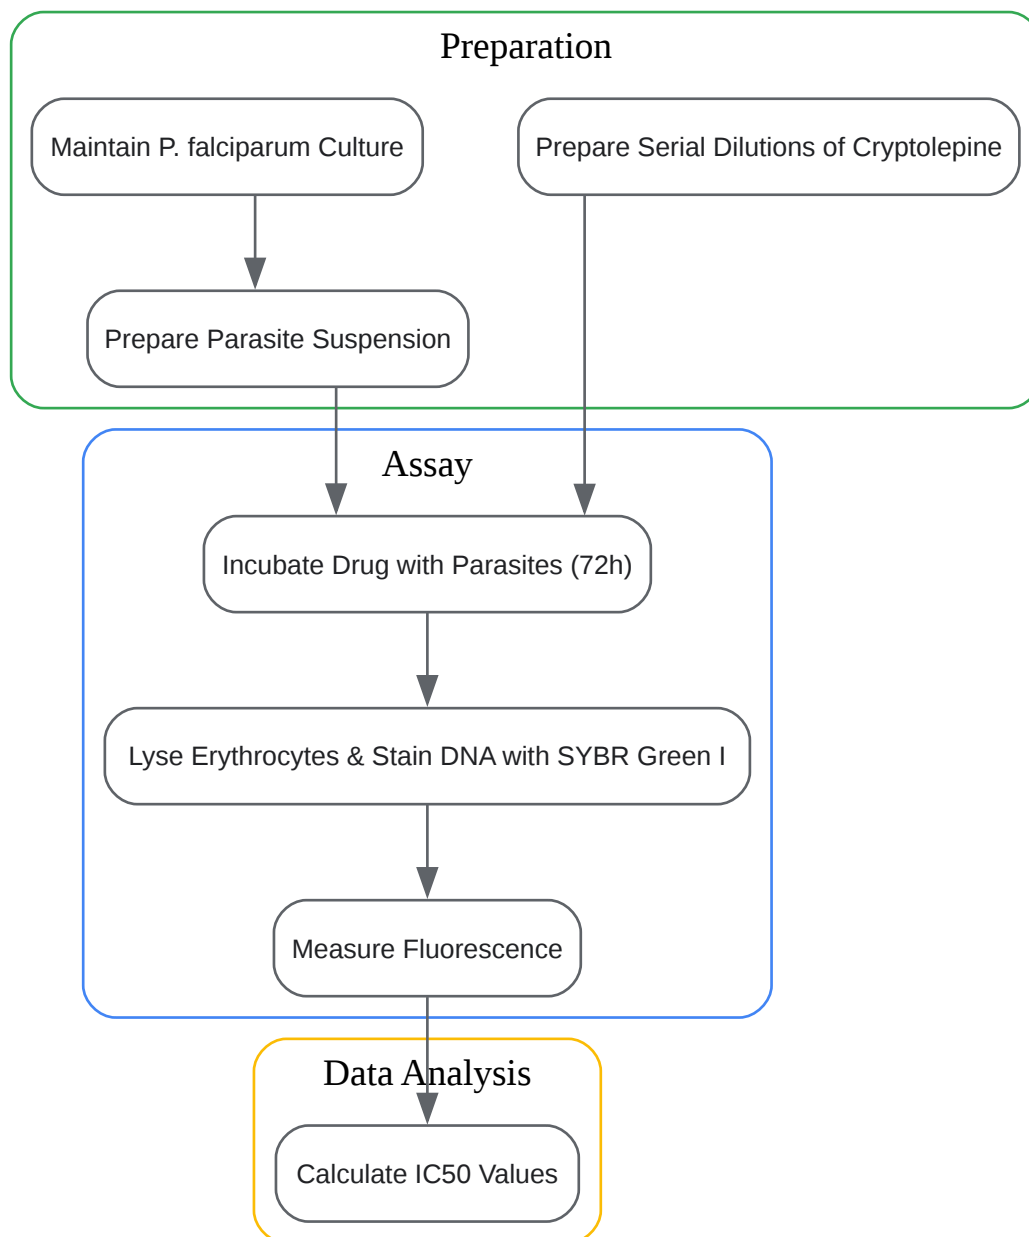 Preparation
Maintain P. falciparum Culture
Prepare Serial Dilutions of Cryptolepine
Prepare Parasite Suspension
Assay
Incubate Drug with Parasites (72h)
Lyse Erythrocytes & Stain DNA with SYBR Green I
Measure Fluorescence
Data Analysis
Calculate IC50 Values